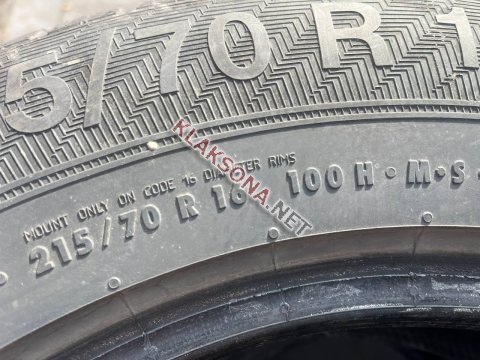 5/70 R 1
MOUNT ONLY ON CODE 16 DIAMETER RIMS
215/70 R 16 100 H · M·S
KLAKSONA.NET